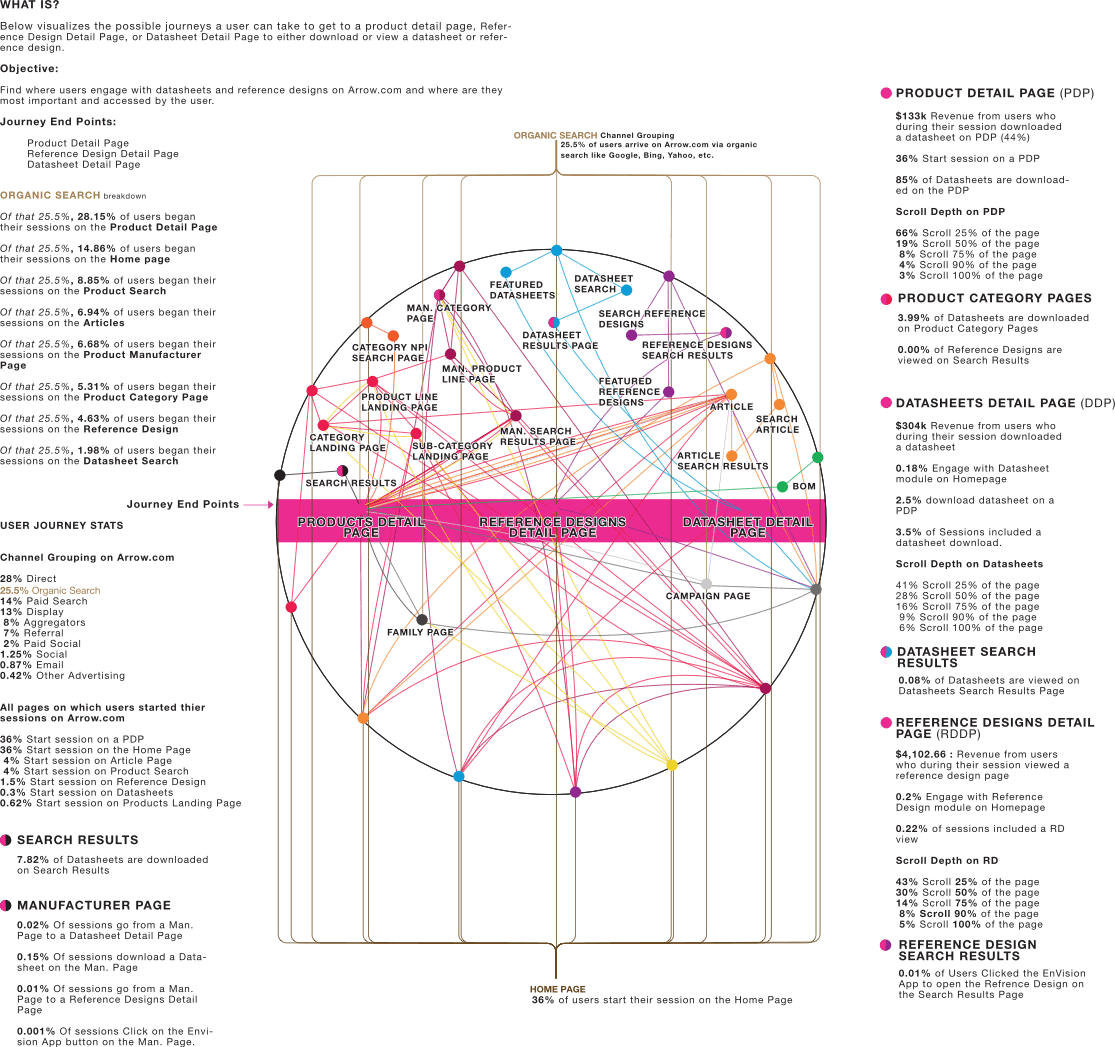 WHAT IS?
Below visualizes the possible journeys a user can take to get to a product detail page, Refer-
ence Design Detail Page, or Datasheet Detail Page to either download or view a datasheet or refer-
ence design.
Objective:
Find where users engage with datasheets and reference designs on Arrow.com and where are they
most important and accessed by the user.
Journey End Points:
Product Detail Page
Reference Design Detail Page
Datasheet Detail Page
ORGANIC SEARCH breakdown
Of that 25.5%, 28.15% of users began
their sessions on the Product Detail Page
Of that 25.5%, 14.86% of users began
their sessions on the Home page
Of that 25.5%, 8.85% of users began their
sessions on the Product Search
Of that 25.5%, 6.94% of users began their
sessions on the Articles
Of that 25.5%, 6.68% of users began their
sessions on the Product Manufacturer
Page
Of that 25.5%, 5.31% of users began their
sessions on the Product Category Page
Of that 25.5%, 4.63% of users began their
sessions on the Reference Design
Of that 25.5%, 1.98% of users began their
sessions on the Datasheet Search
Journey End Points
USER JOURNEY STATS
Channel Grouping on Arrow.com
28% Direct
25.5% Organic Search
14% Paid Search
13% Display
8% Aggregators
7% Referral
2% Paid Social
1.25% Social
0.87% Email
0.42% Other Advertising
All pages on which users started thier
sessions on Arrow.com
36% Start session on a PDP
36% Start session on the Home Page
4% Start session on Article Page
4% Start session on Product Search
1.5% Start session on Reference Design
0.3% Start session on Datasheets
0.62% Start session on Products Landing Page
SEARCH RESULTS
7.82% of Datasheets are downloaded
on Search Results
MANUFACTURER PAGE
0.02% Of sessions go from a Man.
Page to a Datasheet Detail Page
0.15% Of sessions download a Data-
sheet on the Man. Page
0.01% Of sessions go from a Man.
Page to a Reference Designs Detail
Page
0.001% Of sessions Click on the Envi-
sion App button on the Man. Page.
ORGANIC SEARCH Channel Grouping
25.5% of users arrive on Arrow.com via organic
search like Google, Bing, Yahoo, etc.
FEATURED
DATASHEETS
DATASHEET
SEARCH
MAN. CATEGORY
PAGE
SEARCH REFERENCE
DESIGNS
DATASHEET
RESULTS PAGE
CATEGORY NPI
SEARCH PAGE
REFERENCE DESIGNS
SEARCH RESULTS
MAN. PRODUCT
LINE PAGE
FEATURED
REFERENCE
DESIGNS
PRODUCT LINE
LANDING PAGE
ARTICLE
SEARCH
ARTICLE
CATEGORY
LANDING PAGE
SUB-CATEGORY
LANDING PAGE
MAN. SEARCH
RESULTS PAGE
ARTICLE
SEARCH RESULTS
SEARCH RESULTS
BOM
PRODUCTS DETAIL
PAGE
REFERENCE DESIGNS
DETAIL PAGE
DATASHEET DETAIL
PAGE
CAMPAIGN PAGE
FAMILY PAGE
HOME PAGE
36% of users start their session on the Home Page
PRODUCT DETAIL PAGE (PDP)
$133k Revenue from users who
during their session downloaded
a datasheet on PDP (44%)
36% Start session on a PDP
85% of Datasheets are download-
ed on the PDP
Scroll Depth on PDP
66% Scroll 25% of the page
19% Scroll 50% of the page
8% Scroll 75% of the page
4% Scroll 90% of the page
3% Scroll 100% of the page
PRODUCT CATEGORY PAGES
3.99% of Datasheets are downloaded
on Product Category Pages
0.00% of Reference Designs are
viewed on Search Results
DATASHEETS DETAIL PAGE (DDP)
$304k Revenue from users who
during their session downloaded
a datasheet
0.18% Engage with Datasheet
module on Homepage
2.5% download datasheet on a
PDP
3.5% of Sessions included a
datasheet download.
Scroll Depth on Datasheets
41% Scroll 25% of the page
28% Scroll 50% of the page
16% Scroll 75% of the page
9% Scroll 90% of the page
6% Scroll 100% of the page
DATASHEET SEARCH
RESULTS
0.08% of Datasheets are viewed on
Datasheets Search Results Page
REFERENCE DESIGNS DETAIL
PAGE (RDDP)
$4,102.66 : Revenue from users
who during their session viewed a
reference design page
0.2% Engage with Reference
Design module on Homepage
0.22% of sessions included a RD
view
Scroll Depth on RD
43% Scroll 25% of the page
30% Scroll 50% of the page
14% Scroll 75% of the page
8% Scroll 90% of the page
5% Scroll 100% of the page
REFERENCE DESIGN
SEARCH RESULTS
0.01% of Users Clicked the EnVision
App to open the Refrence Design on
the Search Results Page